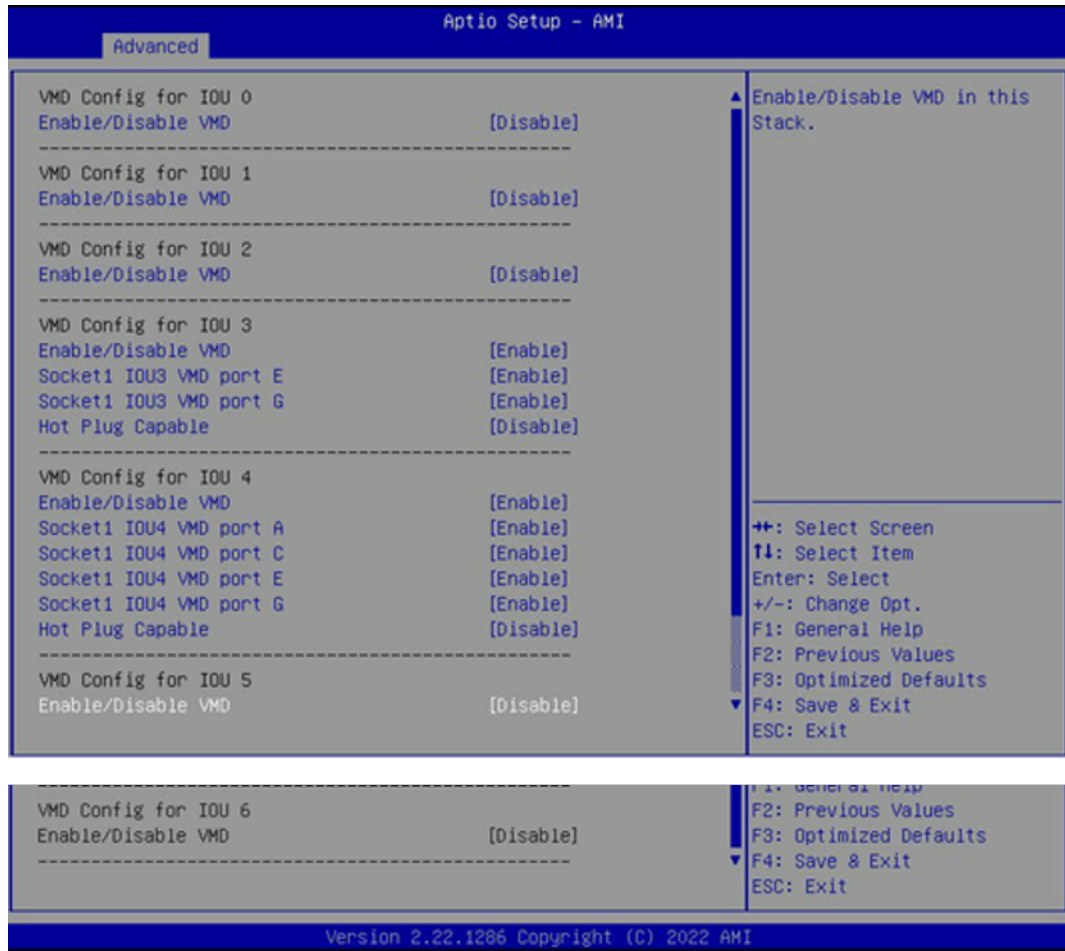 Aptio Setup – AMI
Advanced
VMD Config for IOU 0
Enable/Disable VMD [Disable]
------------------------------------------------------
VMD Config for IOU 1
Enable/Disable VMD [Disable]
------------------------------------------------------
VMD Config for IOU 2
Enable/Disable VMD [Disable]
------------------------------------------------------
VMD Config for IOU 3
Enable/Disable VMD [Enable]
Socket1 IOU3 VMD port E [Enable]
Socket1 IOU3 VMD port G [Enable]
Hot Plug Capable [Disable]
------------------------------------------------------
VMD Config for IOU 4
Enable/Disable VMD [Enable]
Socket1 IOU4 VMD port A [Enable]
Socket1 IOU4 VMD port C [Enable]
Socket1 IOU4 VMD port E [Enable]
Socket1 IOU4 VMD port G [Enable]
Hot Plug Capable [Disable]
------------------------------------------------------
VMD Config for IOU 5
Enable/Disable VMD [Disable]
Enable/Disable VMD in this
Stack.
→←: Select Screen
↑↓: Select Item
Enter: Select
+/-: Change Opt.
F1: General Help
F2: Previous Values
F3: Optimized Defaults
F4: Save & Exit
ESC: Exit
------------------------------------------------------
VMD Config for IOU 6
Enable/Disable VMD [Disable]
------------------------------------------------------
F1: General Help
F2: Previous Values
F3: Optimized Defaults
F4: Save & Exit
ESC: Exit
Version 2.22.1286 Copyright (C) 2022 AMI